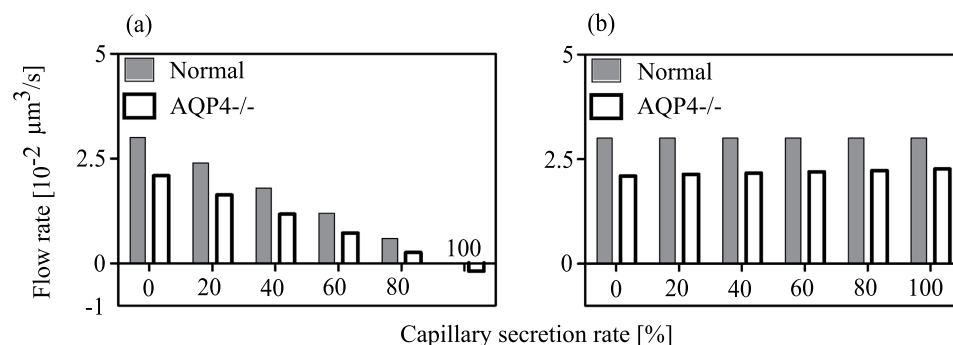 (a)
(b)
5
Normal
AQP4-/-
2.5
0
-1
0
20
40
60
80
100
5
Normal
AQP4-/-
2.5
0
-1
0
20
40
60
80
100
Flow rate [10⁻² µm³/s]
Capillary secretion rate [%]